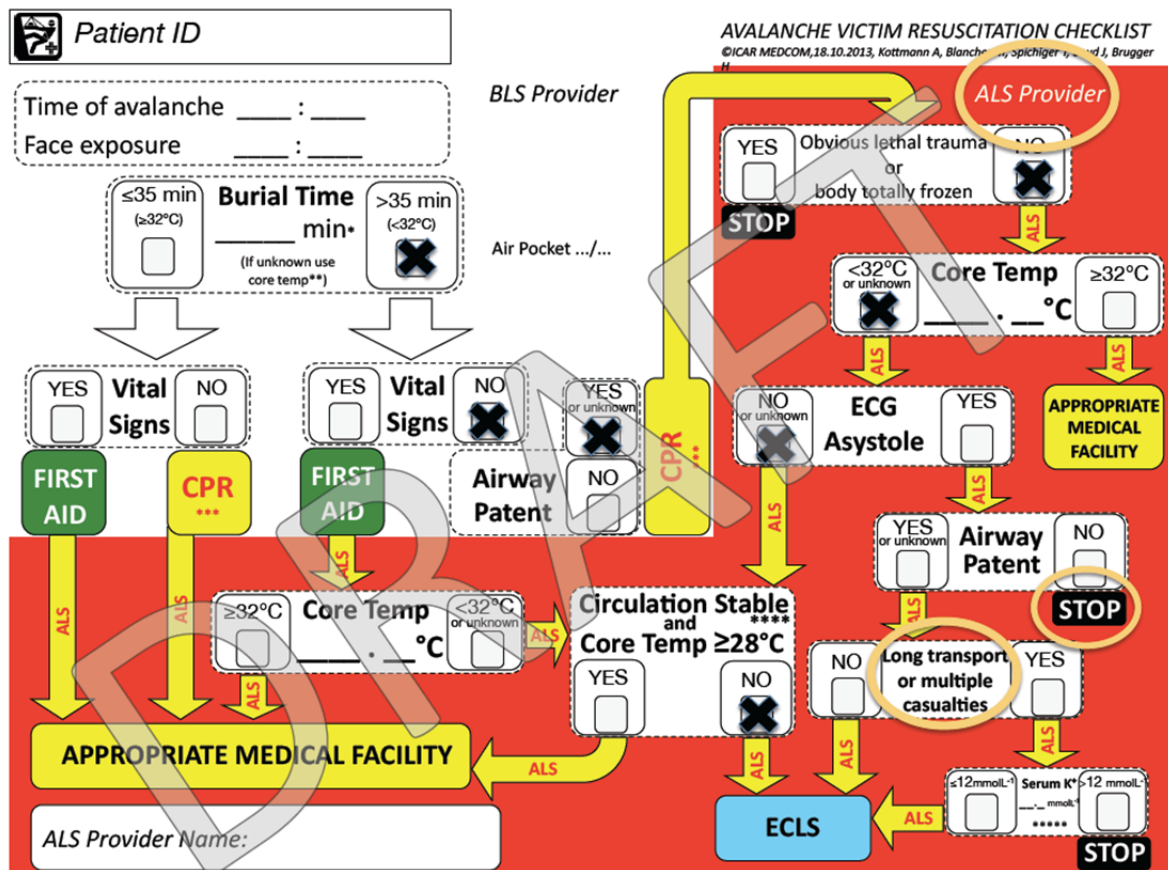 Patient ID
AVALANCHE VICTIM RESUSCITATION CHECKLIST
©ICAR MEDCOM,18.10.2013, Kottmann A, Spichiger T, J, Brugger
H
Time of avalanche ____ : ____
Face exposure ____ : ____
BLS Provider
ALS Provider
YES
Obvious lethal trauma
or
body totally frozen
NO
STOP
ALS
≤35 min
(≥32°C)
Burial Time
_____ min*
(If unknown use
core temp**)
>35 min
(<32°C)
Air Pocket .../...
<32°C
or unknown
Core Temp
____ . __°C
≥32°C
ALS
ALS
YES
Vital
Signs
NO
YES
Vital
Signs
NO
YES
or unknown
Airway
Patent
NO
CPR
***
NO
or unknown
ECG
Asystole
YES
APPROPRIATE
MEDICAL
FACILITY
FIRST
AID
CPR
***
FIRST
AID
ALS
ALS
YES
or unknown
Airway
Patent
NO
STOP
ALS
ALS
ALS
ALS
≥32°C
Core Temp
____ . __°C
<32°C
or unknown
ALS
Circulation Stable
****
and
Core Temp ≥28°C
YES
NO
NO
Long transport
or multiple
casualties
YES
ALS
APPROPRIATE MEDICAL FACILITY
ALS
ALS
ALS
ALS
≤12mmolL⁻¹
Serum K⁺
__._ mmolL⁻¹
*****
>12 mmolL⁻¹
ECLS
ALS
STOP
ALS Provider Name:
DRAFT